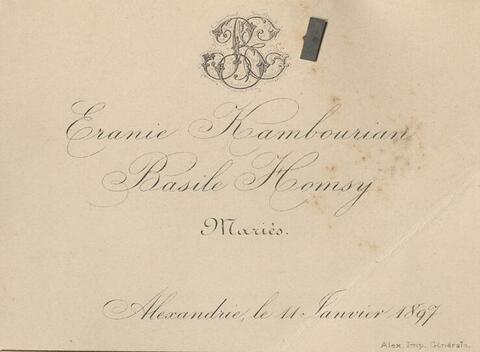 Eranie Kambourian
Basile Homsy
Mariés.
Alexandrie, le 11 Janvier 1897
Alex. Imp. Générale.